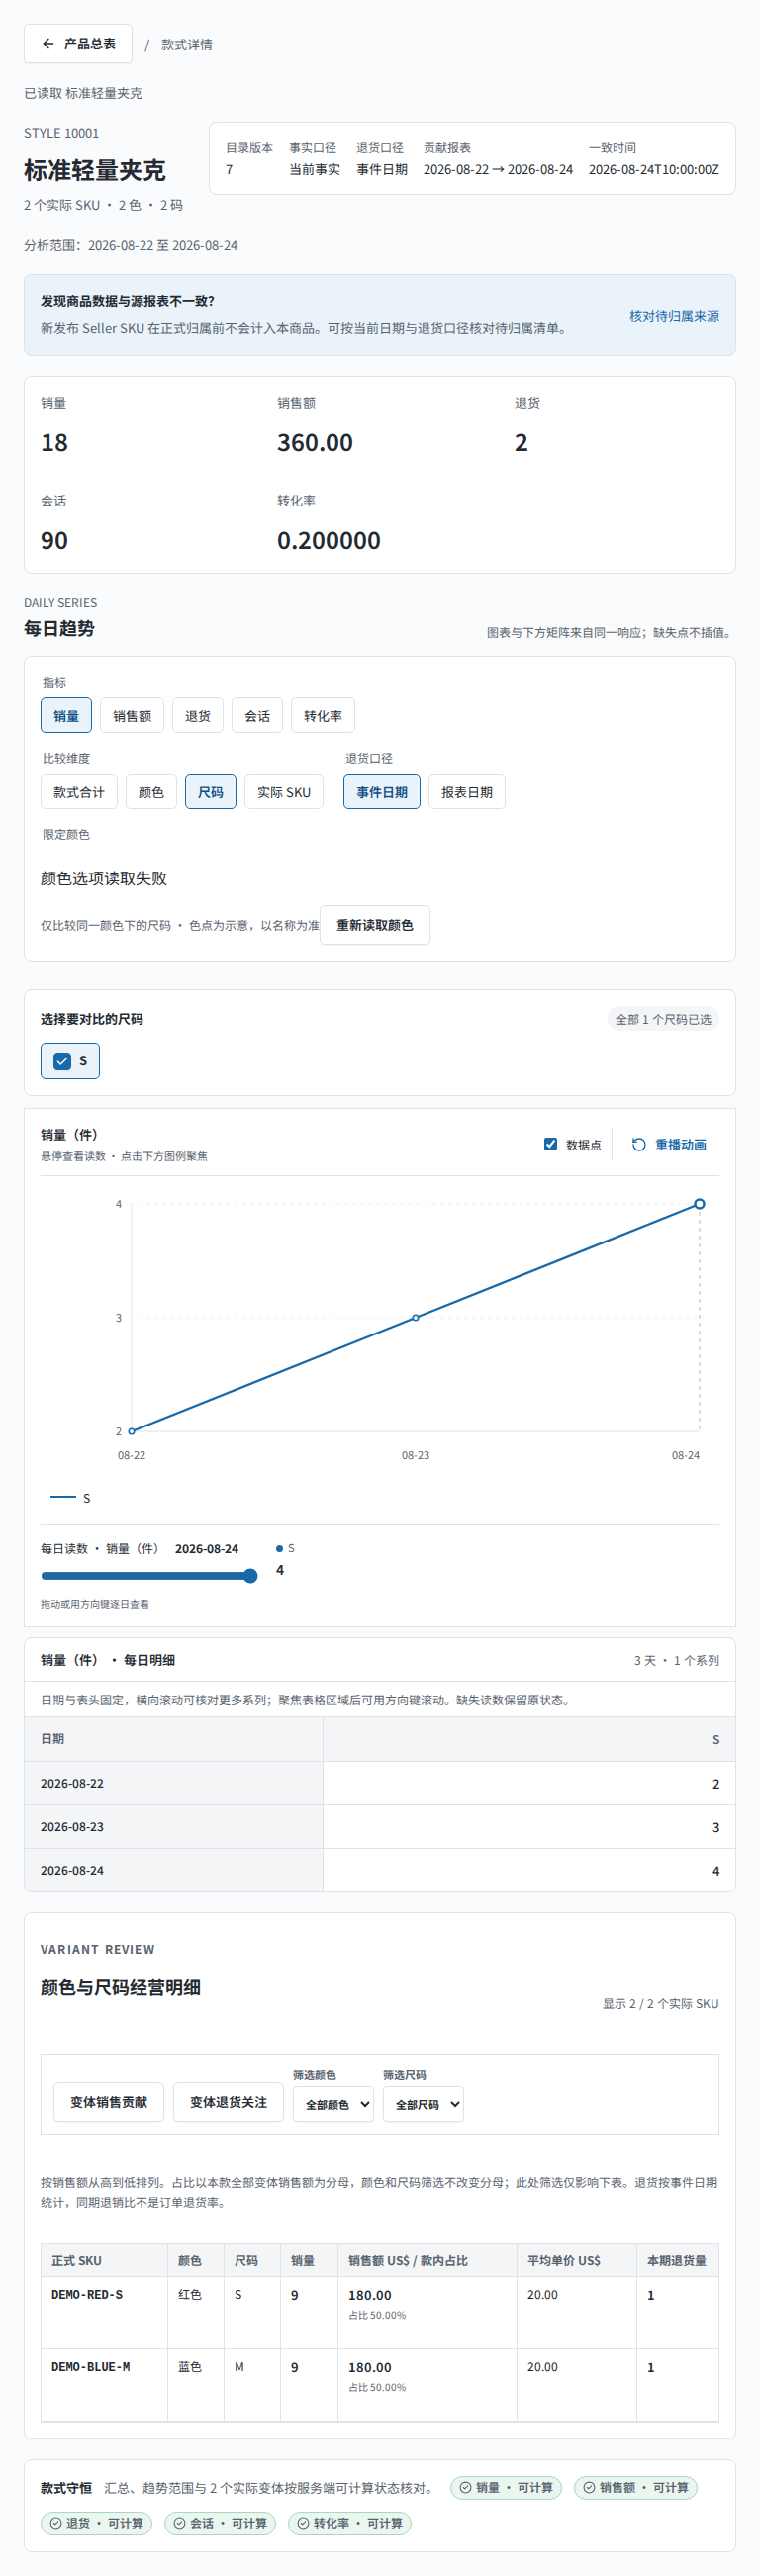 产品总表 / 款式详情
已读取 标准轻量夹克
STYLE 10001
标准轻量夹克
2 个实际 SKU · 2 色 · 2 码
目录版本 事实口径 退货口径 贡献报表 一致时间
7 当前事实 事件日期 2026-08-22 → 2026-08-24 2026-08-24T10:00:00Z
分析范围：2026-08-22 至 2026-08-24
发现商品数据与源报表不一致？
新发布 Seller SKU 在正式归属前不会计入本商品。可按当前日期与退货口径核对待归属清单。
核对待归属来源
销量 销售额 退货
18 360.00 2
会话 转化率
90 0.200000
DAILY SERIES
每日趋势
图表与下方矩阵来自同一响应；缺失点不插值。
指标
销量 销售额 退货 会话 转化率
比较维度 退货口径
款式合计 颜色 尺码 实际 SKU 事件日期 报表日期
限定颜色
颜色选项读取失败
仅比较同一颜色下的尺码 · 色点为示意，以名称为准 重新读取颜色
选择要对比的尺码 全部 1 个尺码已选
S
销量（件）
悬停查看读数 · 点击下方图例聚焦
数据点 重播动画
4
3
2
08-22 08-23 08-24
S
每日读数 · 销量（件） 2026-08-24
S
4
拖动或用方向键逐日查看
销量（件） · 每日明细 3 天 · 1 个系列
日期与表头固定，横向滚动可核对更多系列；聚焦表格区域后可用方向键滚动。缺失读数保留原状态。
日期 S
2026-08-22 2
2026-08-23 3
2026-08-24 4
VARIANT REVIEW
颜色与尺码经营明细
显示 2 / 2 个实际 SKU
筛选颜色 筛选尺码
变体销售贡献 变体退货关注 全部颜色 全部尺码
按销售额从高到低排列。占比以本款全部变体销售额为分母，颜色和尺码筛选不改变分母；此处筛选仅影响下表。退货按事件日期
统计，同期退销比不是订单退货率。
正式 SKU 颜色 尺码 销量 销售额 US$ / 款内占比 平均单价 US$ 本期退货量
DEMO-RED-S 红色 S 9 180.00 20.00 1
占比 50.00%
DEMO-BLUE-M 蓝色 M 9 180.00 20.00 1
占比 50.00%
款式守恒 汇总、趋势范围与 2 个实际变体按服务端可计算状态核对。 销量 · 可计算 销售额 · 可计算
退货 · 可计算 会话 · 可计算 转化率 · 可计算